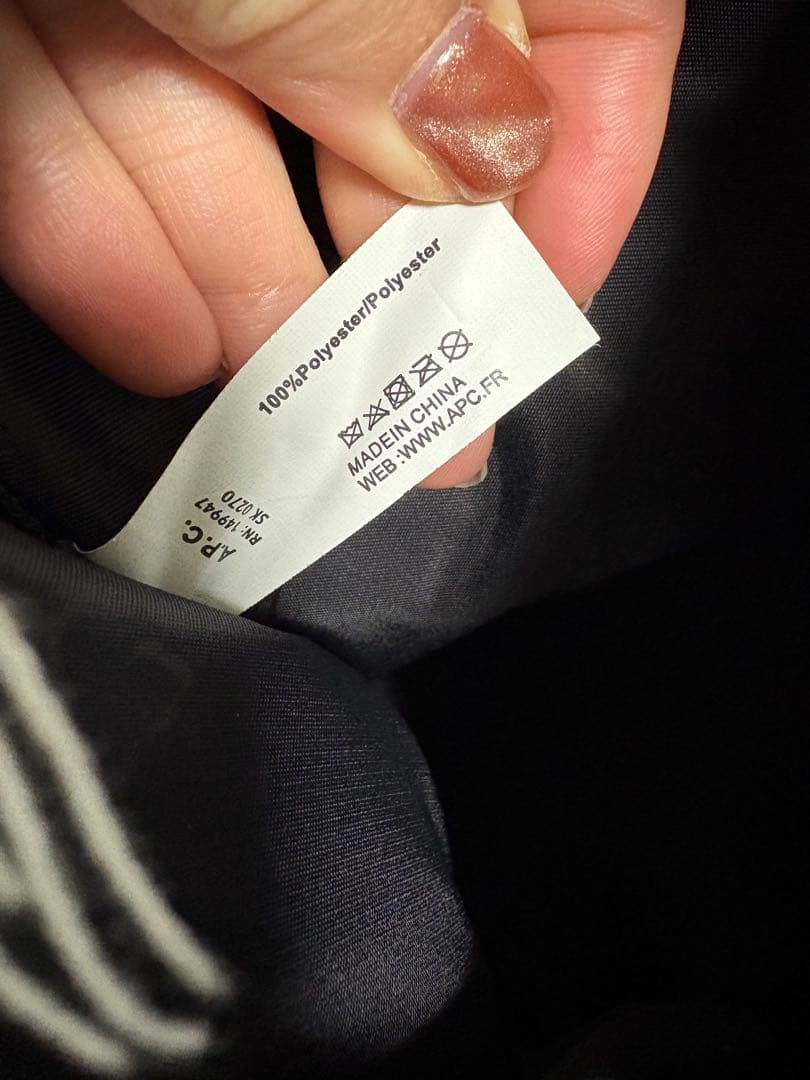 100%Polyester/Polyester
MADEIN CHINA
WEB:WWW.APC.FR
A.P.C.
RN: 149947
SK 0270